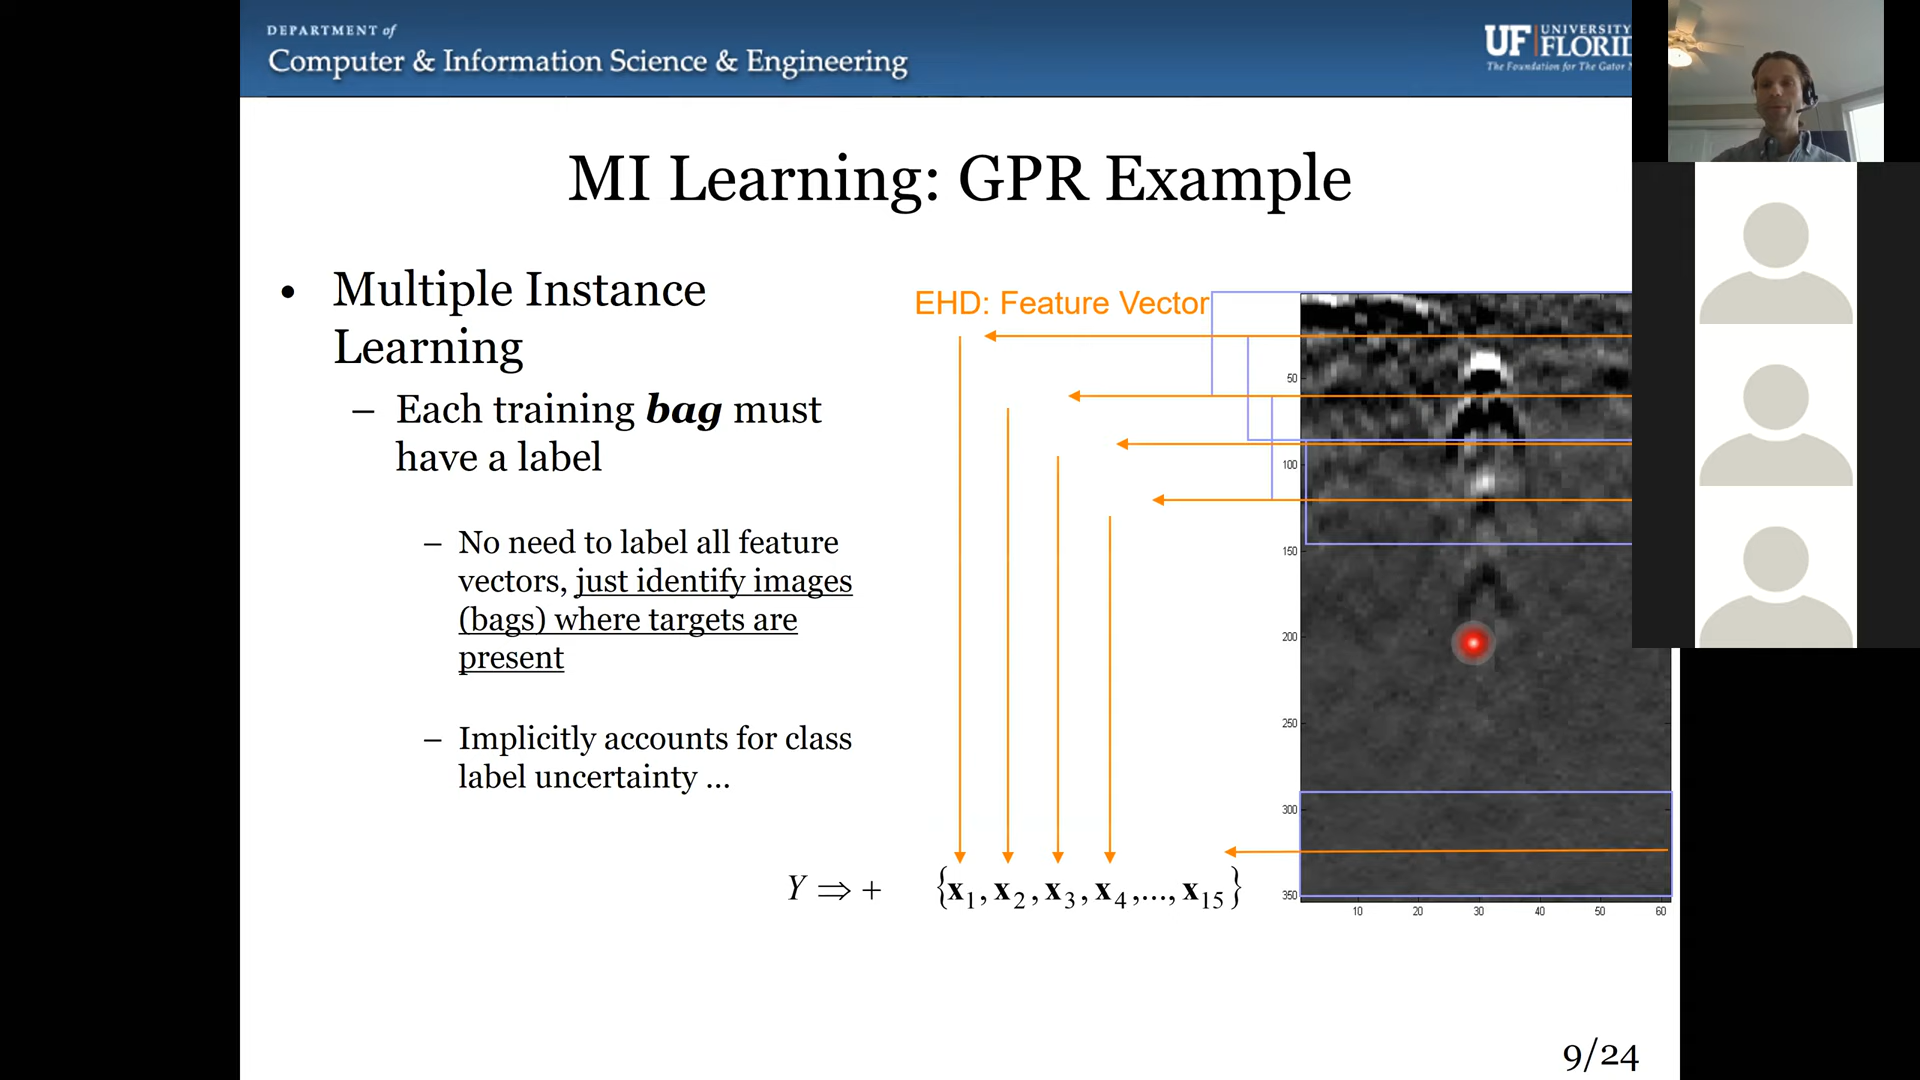 DEPARTMENT of
Computer & Information Science & Engineering
UF UNIVERSITY
The Foundation for The Gator
MI Learning: GPR Example
• Multiple Instance
Learning
– Each training bag must
have a label
– No need to label all feature
vectors, just identify images
(bags) where targets are
present
– Implicitly accounts for class
label uncertainty ...
EHD: Feature Vector
50
100
150
200
250
300
350
10 20 30 40 50 60
Y ⇒ + {x1, x2, x3, x4,..., x15}
9/24